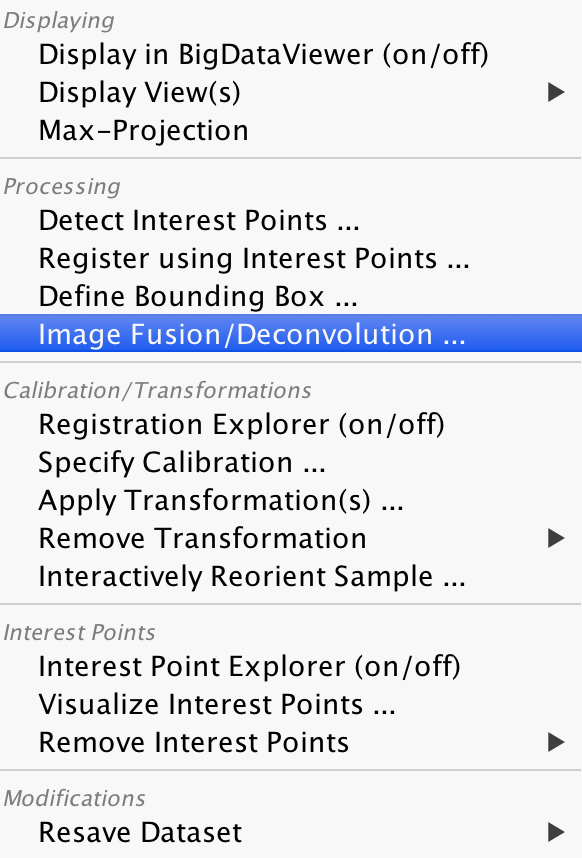 Displaying
Display in BigDataViewer (on/off)
Display View(s)
Max-Projection
Processing
Detect Interest Points ...
Register using Interest Points ...
Define Bounding Box ...
Image Fusion/Deconvolution ...
Calibration/Transformations
Registration Explorer (on/off)
Specify Calibration ...
Apply Transformation(s) ...
Remove Transformation
Interactively Reorient Sample ...
Interest Points
Interest Point Explorer (on/off)
Visualize Interest Points ...
Remove Interest Points
Modifications
Resave Dataset